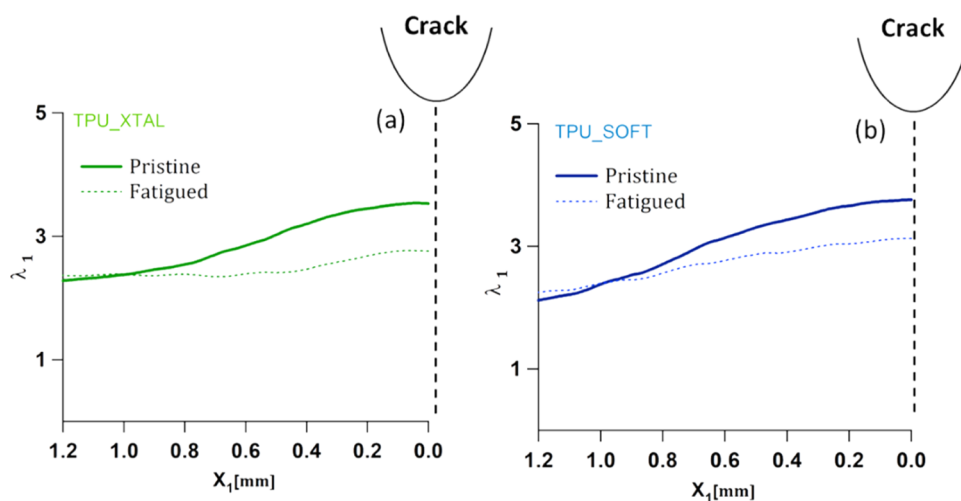 Crack
(a)
TPU_XTAL
Pristine
Fatigued
5
3
1
λ 1
1.2 1.0 0.8 0.6 0.4 0.2 0.0
X1[mm]
Crack
(b)
TPU_SOFT
Pristine
Fatigued
5
3
1
λ 1
1.2 1.0 0.8 0.6 0.4 0.2 0.0
X1[mm]